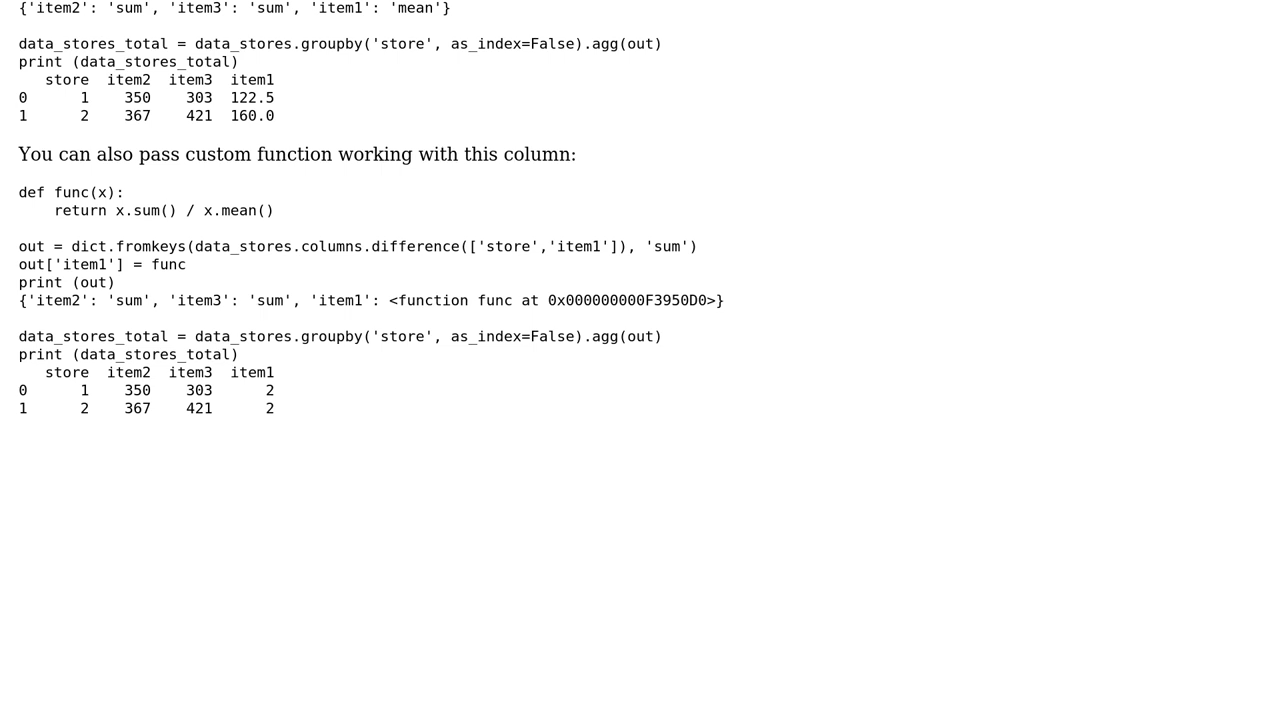 {'item2': 'sum', 'item3': 'sum', 'item1': 'mean'}
data_stores_total = data_stores.groupby('store', as_index=False).agg(out)
print (data_stores_total)
   store  item2  item3  item1
0      1    350    303  122.5
1      2    367    421  160.0
You can also pass custom function working with this column:
def func(x):
    return x.sum() / x.mean()
out = dict.fromkeys(data_stores.columns.difference(['store','item1']), 'sum')
out['item1'] = func
print (out)
{'item2': 'sum', 'item3': 'sum', 'item1': <function func at 0x000000000F3950D0>}
data_stores_total = data_stores.groupby('store', as_index=False).agg(out)
print (data_stores_total)
   store  item2  item3  item1
0      1    350    303      2
1      2    367    421      2